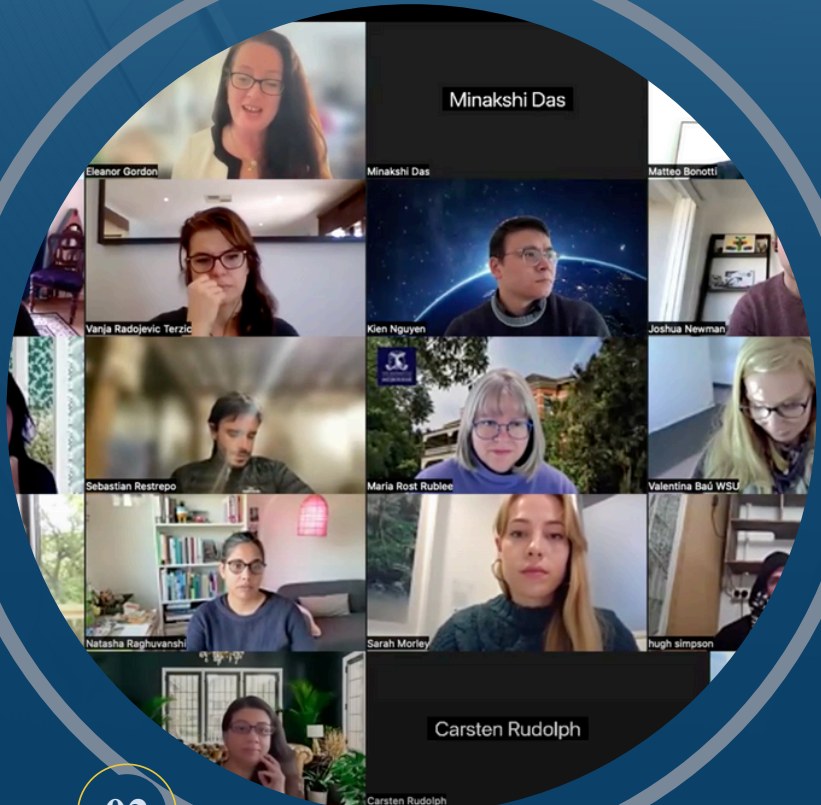 Minakshi Das
Eleanor Gordon
Minakshi Das
Matteo Bonotti
Vanja Radojevic Terzic
Kien Nguyen
Joshua Newman
MELBOURNE
Sebastian Restrepo
Maria Rost Rublee
Valentina Baú WSU
Natasha Raghuvanshi
Sarah Morley
hugh simpson
Carsten Rudolph
Carsten Rudolph